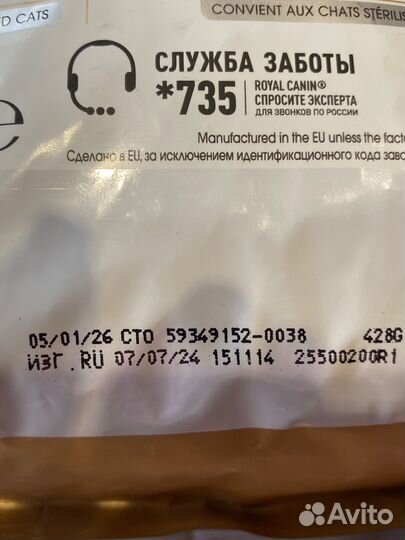 D CATS
CONVIENT AUX CHATS STÉRILIS
СЛУЖБА ЗАБОТЫ
*735
ROYAL CANIN®
СПРОСИТЕ ЭКСПЕРТА
ДЛЯ ЗВОНКОВ ПО РОССИИ
e
Manufactured in the EU unless the facto
Сделано в EU, за исключением идентификационного кода заво
05/01/26 СТО 59349152-0038 428G
ИЗГ.RU 07/07/24 151114 25500200R1
Avito